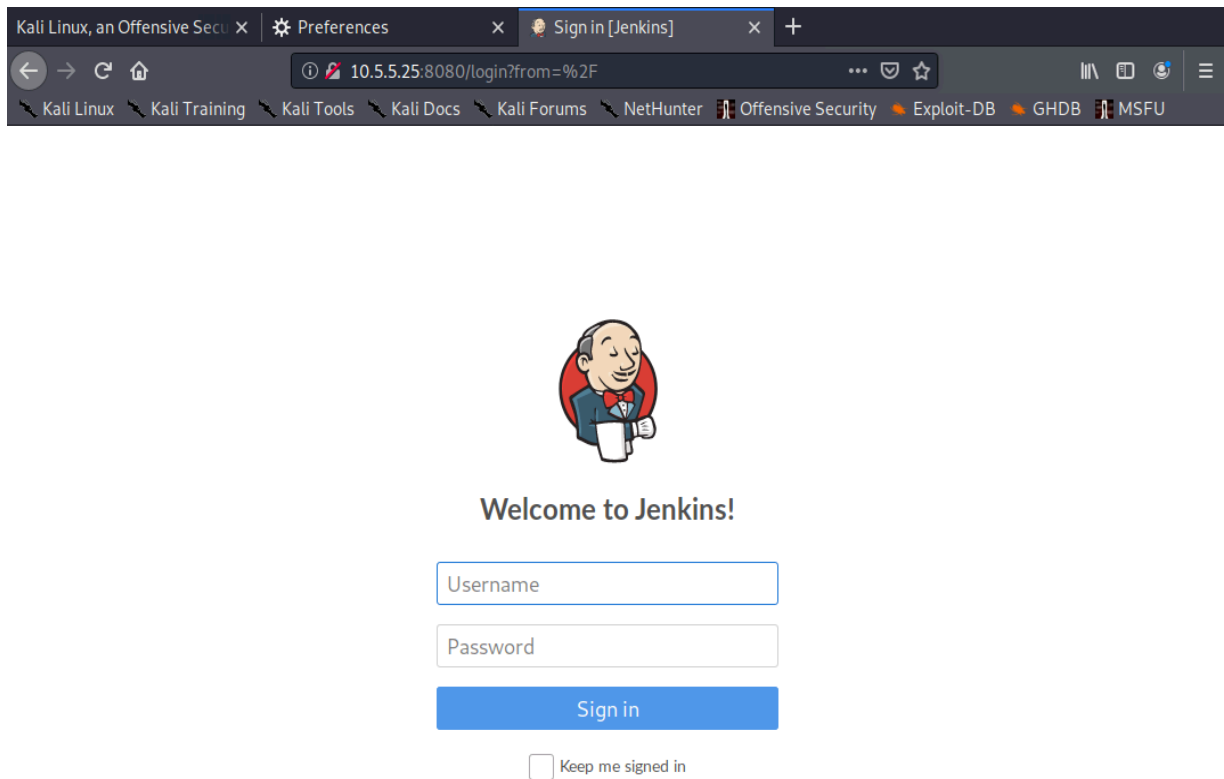 Kali Linux, an Offensive Secu Preferences Sign in [Jenkins]
10.5.5.25:8080/login?from=%2F
Kali Linux Kali Training Kali Tools Kali Docs Kali Forums NetHunter Offensive Security Exploit-DB GHDB MSFU
Welcome to Jenkins!
Username
Password
Sign in
Keep me signed in